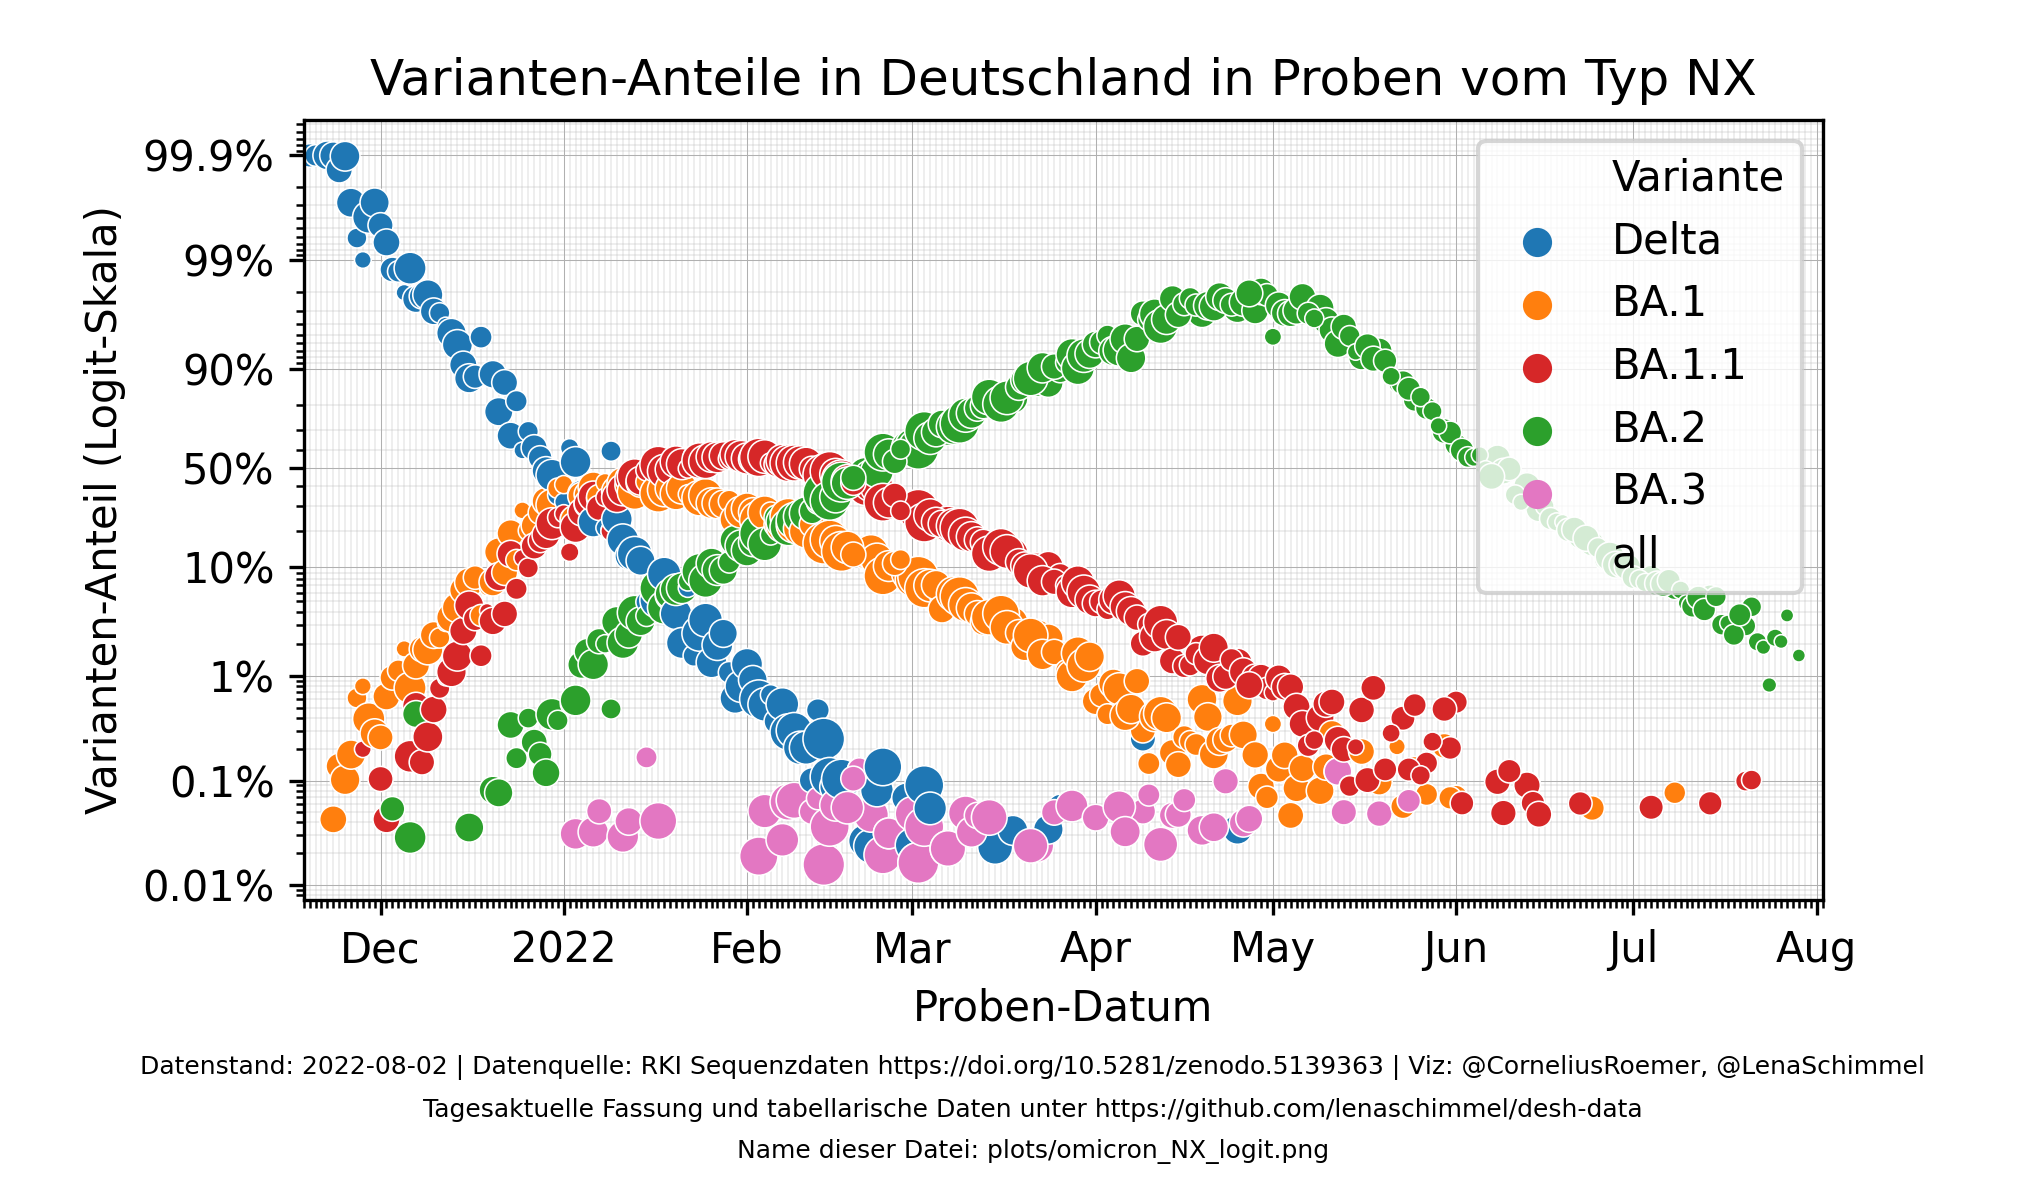 Varianten-Anteile in Deutschland in Proben vom Typ NX
Varianten-Anteil (Logit-Skala)
99.9%
99%
90%
50%
10%
1%
0.1%
0.01%
Variante
Delta
BA.1
BA.1.1
BA.2
BA.3
all
Dec 2022 Feb Mar Apr May Jun Jul Aug
Proben-Datum
Datenstand: 2022-08-02 | Datenquelle: RKI Sequenzdaten https://doi.org/10.5281/zenodo.5139363 | Viz: @CorneliusRoemer, @LenaSchimmel
Tagesaktuelle Fassung und tabellarische Daten unter https://github.com/lenaschimmel/desh-data
Name dieser Datei: plots/omicron_NX_logit.png